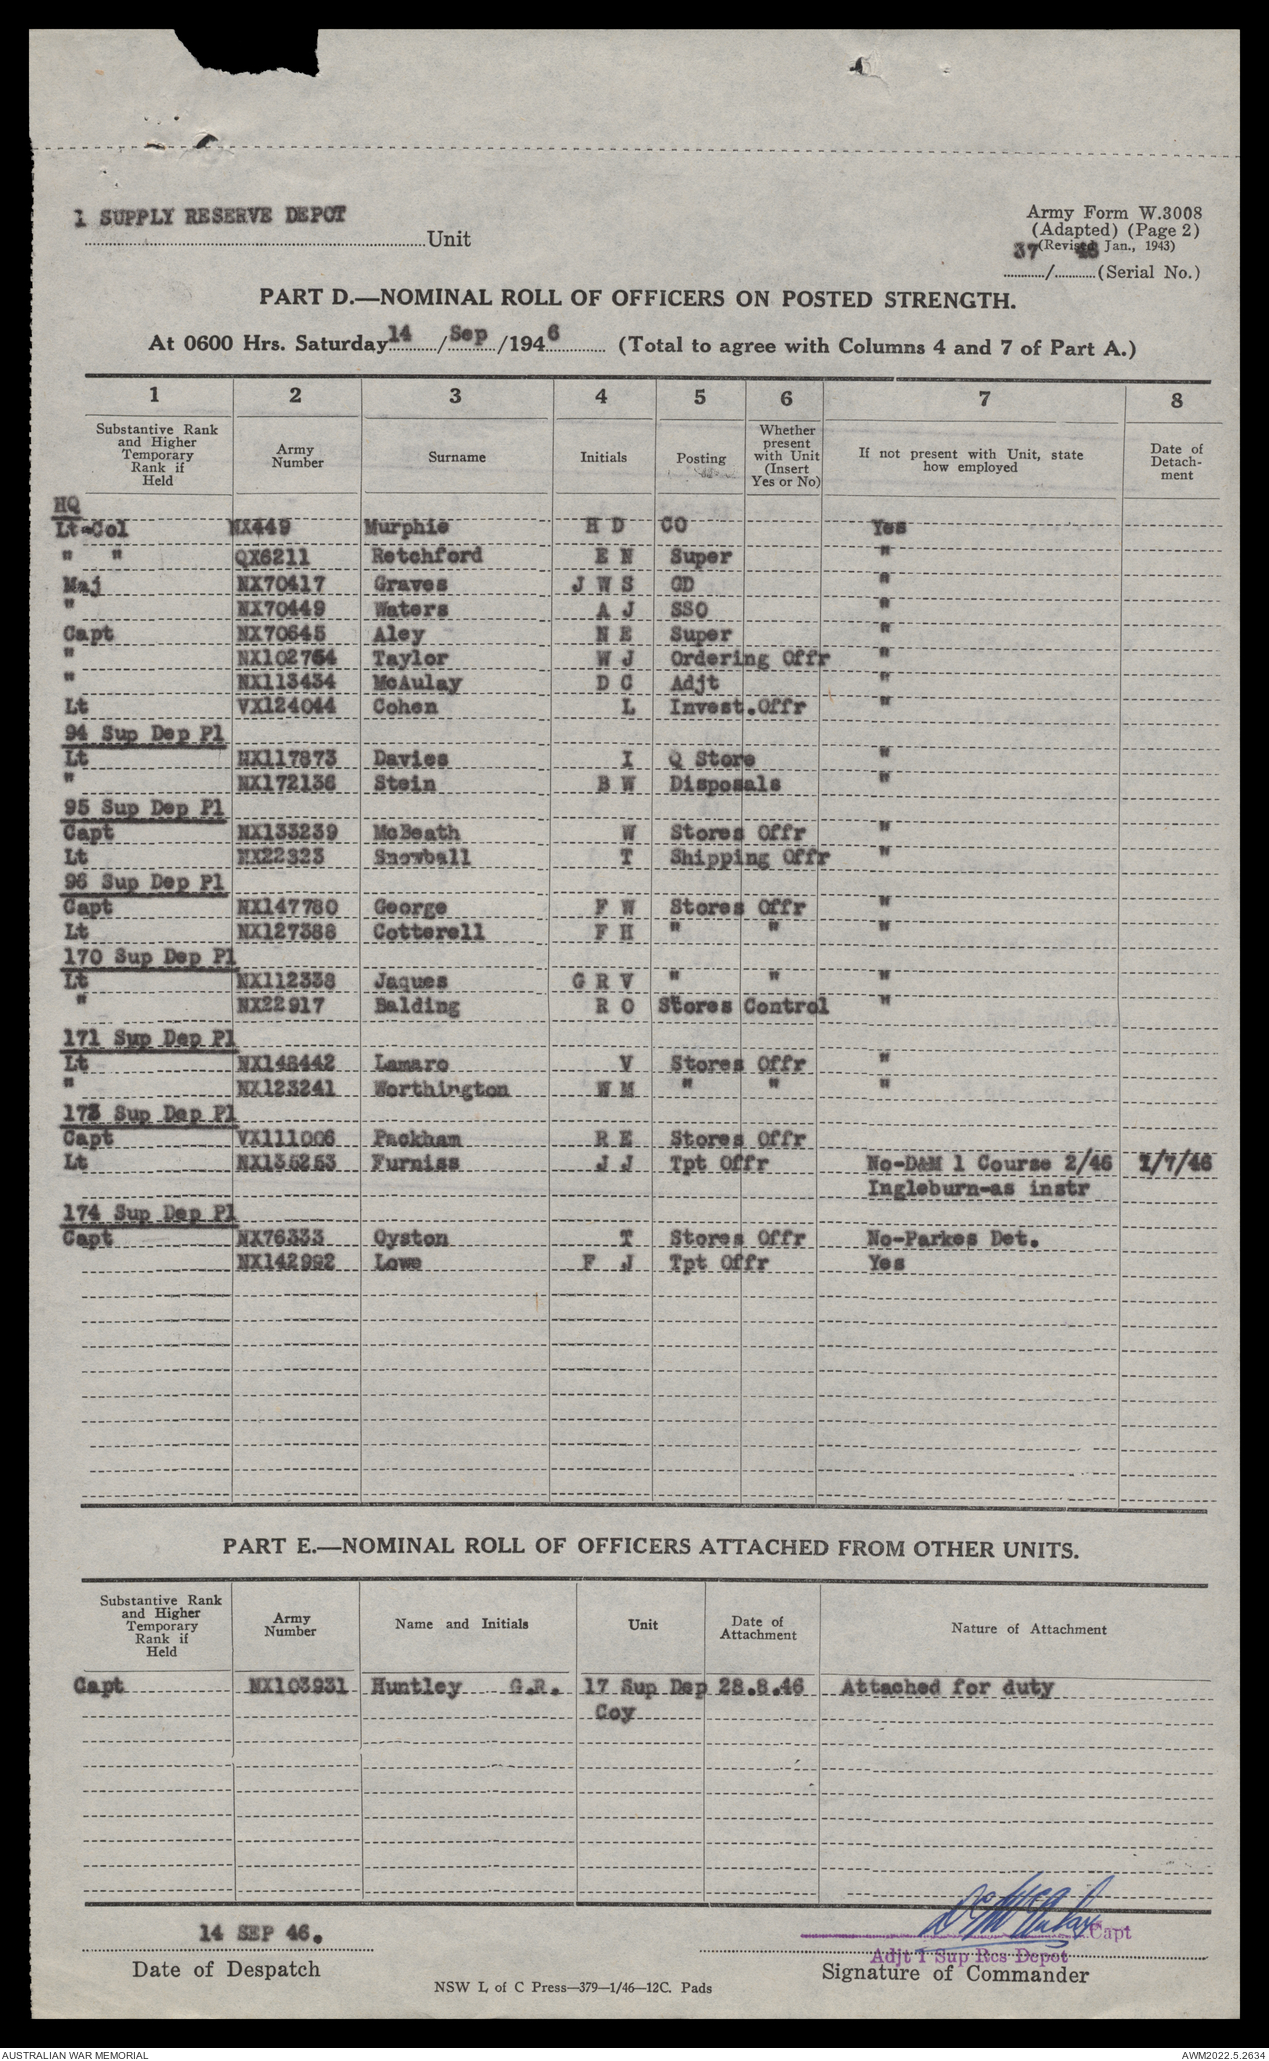 1 SUPPLY RESERVE DEPOT
Unit
Army Form W.3008
(Adapted) (Page 2)
(Revised Jan., 1943)
37 / 46 (Serial No.)
PART D.—NOMINAL ROLL OF OFFICERS ON POSTED STRENGTH.
At 0600 Hrs. Saturday 14 / Sep /1946 (Total to agree with Columns 4 and 7 of Part A.)
1 2 3 4 5 6 7 8
Substantive Rank and Higher Temporary Rank if Held Army Number Surname Initials Posting Whether present with Unit (Insert Yes or No) If not present with Unit, state how employed Date of Detach-ment
HQ
Lt-Col NX449 Murphie H D CO Yes
" " QX6211 Retchford E N Super "
Maj NX70417 Graves J W S GD "
" NX70449 Waters A J SSO "
Capt NX70645 Aley N E Super "
" NX102764 Taylor W J Ordering Offr "
" NX113434 McAulay D C Adjt "
Lt VX124044 Cohen L Invest.Offr "
94 Sup Dep Pl
Lt NX117873 Davies I Q Store "
" NX172136 Stein B W Disposals "
95 Sup Dep Pl
Capt NX133239 McBeath W Stores Offr "
Lt NX22323 Snowball T Shipping Offr "
96 Sup Dep Pl
Capt NX147780 George F W Stores Offr "
Lt NX127388 Cotterell F H " " "
170 Sup Dep Pl
Lt NX112338 Jaques G R V " " "
" NX22917 Balding R O Stores Control "
171 Sup Dep Pl
Lt NX148442 Lamaro V Stores Offr "
" NX123241 Worthington W M " " "
173 Sup Dep Pl
Capt VX111006 Packham R E Stores Offr
Lt NX135253 Furniss J J Tpt Offr No-D&M 1 Course 2/46 1/7/46
Ingleburn-as instr
174 Sup Dep Pl
Capt NX76333 Oyston T Stores Offr No-Parkes Det.
NX142992 Lowe F J Tpt Offr Yes
PART E.—NOMINAL ROLL OF OFFICERS ATTACHED FROM OTHER UNITS.
Substantive Rank and Higher Temporary Rank if Held Army Number Name and Initials Unit Date of Attachment Nature of Attachment
Capt NX103931 Huntley G.R. 17 Sup Dep 28.8.46 Attached for duty
Coy
14 SEP 46.
Date of Despatch
Capt
Adjt 1 Sup Res Depot
Signature of Commander
NSW L of C Press—379—1/46—12C. Pads
AUSTRALIAN WAR MEMORIAL
AWM2022.5.2634